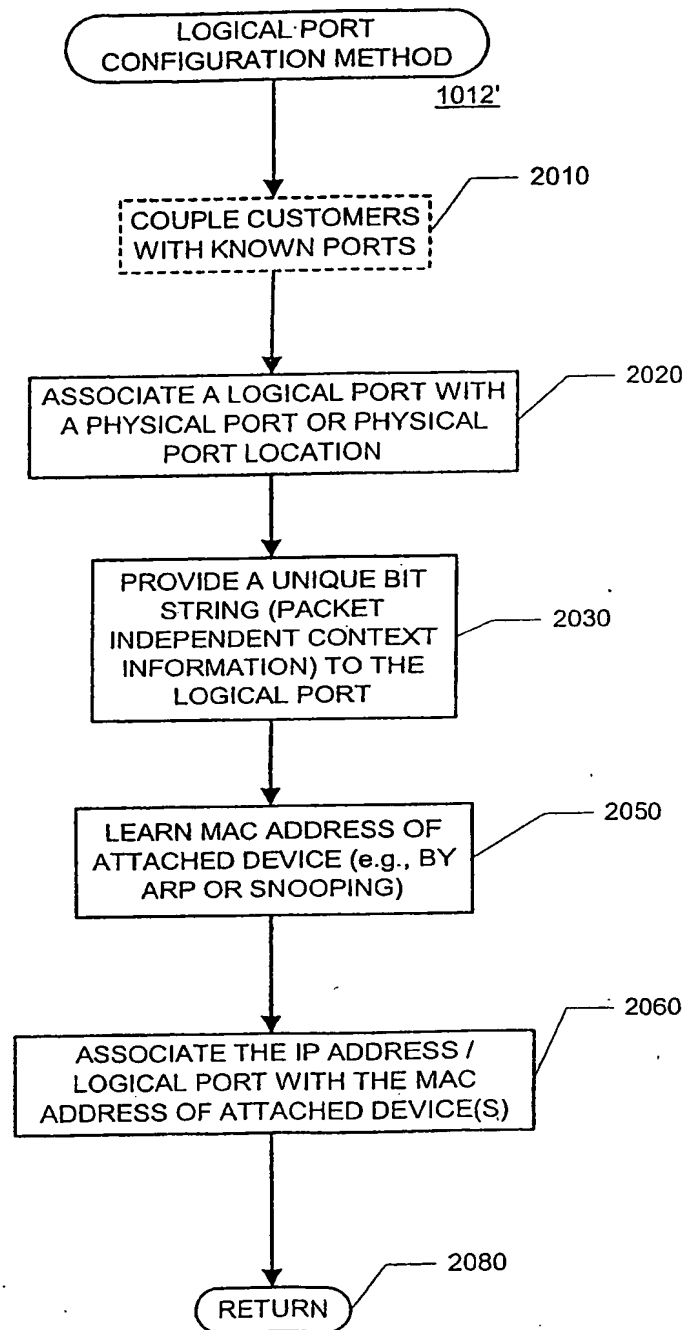 LOGICAL PORT
CONFIGURATION METHOD
1012'
2010
COUPLE CUSTOMERS
WITH KNOWN PORTS
2020
ASSOCIATE A LOGICAL PORT WITH
A PHYSICAL PORT OR PHYSICAL
PORT LOCATION
PROVIDE A UNIQUE BIT
STRING (PACKET
INDEPENDENT CONTEXT
INFORMATION) TO THE
LOGICAL PORT
2030
2050
LEARN MAC ADDRESS OF
ATTACHED DEVICE (e.g., BY
ARP OR SNOOPING)
2060
ASSOCIATE THE IP ADDRESS /
LOGICAL PORT WITH THE MAC
ADDRESS OF ATTACHED DEVICE(S)
2080
RETURN